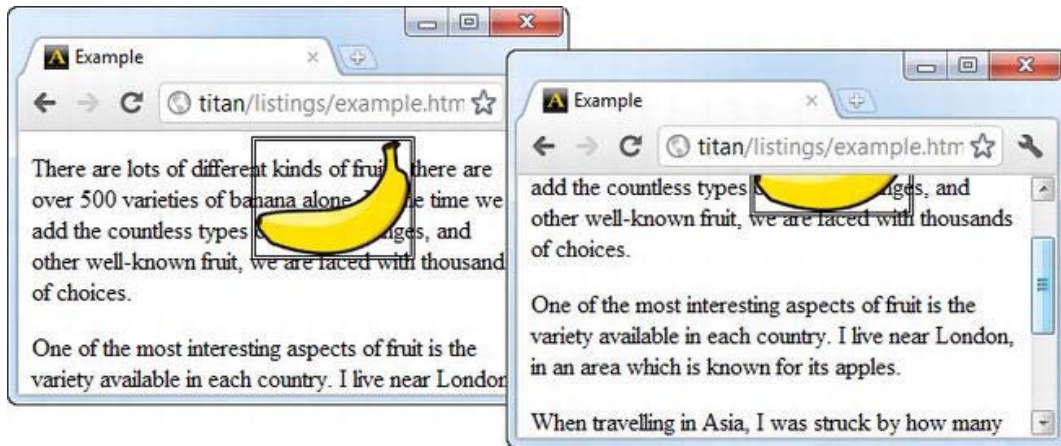 Example
titan/listings/example.htm
There are lots of different kinds of fruit there are
over 500 varieties of banana alone. time we
add the countless types nges, and
other well-known fruit, we are faced with thousand
of choices.
One of the most interesting aspects of fruit is the
variety available in each country. I live near London
Example
titan/listings/example.htm
add the countless types nges, and
other well-known fruit, we are faced with thousands
of choices.
One of the most interesting aspects of fruit is the
variety available in each country. I live near London,
in an area which is known for its apples.
When travelling in Asia, I was struck by how many